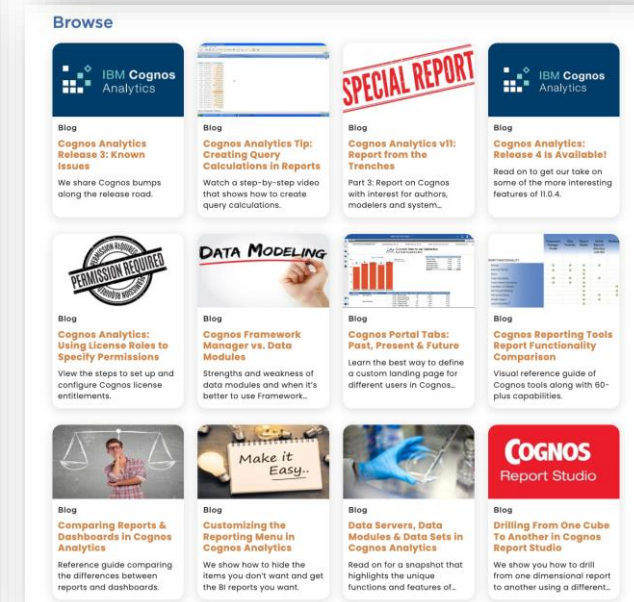 Browse
IBM Cognos
Analytics
Blog
Cognos Analytics
Release 3: Known
Issues
We share Cognos bumps
along the release road.
Blog
Cognos Analytics Tip:
Creating Query
Calculations in Reports
Watch a step-by-step video
that shows how to create
query calculations.
SPECIAL REPORT
Blog
Cognos Analytics v11:
Report from the
Trenches
Part 3: Report on Cognos
with interest for authors,
modelers and system...
IBM Cognos
Analytics
Blog
Cognos Analytics:
Release 4 Is Available!
Read on to get our take on
some of the more interesting
features of 11.0.4.
PERMISSION REQUIRED
Blog
Cognos Analytics:
Using License Roles to
Specify Permissions
View the steps to set up and
configure Cognos license
entitlements.
DATA MODELING
Blog
Cognos Framework
Manager vs. Data
Modules
Strengths and weakness of
data modules and when it's
better to use Framework...
Blog
Cognos Portal Tabs:
Past, Present & Future
Learn the best way to define
a custom landing page for
different users in Cognos...
Blog
Cognos Reporting Tools
Report Functionality
Comparison
Visual reference guide of
Cognos tools along with 60-
plus capabilities.
Blog
Comparing Reports &
Dashboards in Cognos
Analytics
Reference guide comparing
the differences between
reports and dashboards.
Make it
Easy..
Blog
Customizing the
Reporting Menu in
Cognos Analytics
We show how to hide the
items you don't want and get
the BI reports you want.
Blog
Data Servers, Data
Modules & Data Sets in
Cognos Analytics
Read on for a snapshot that
highlights the unique
functions and features of...
COGNOS
Report Studio
Blog
Drilling From One Cube
To Another in Cognos
Report Studio
We show you how to drill
from one dimensional report
to another using a different...